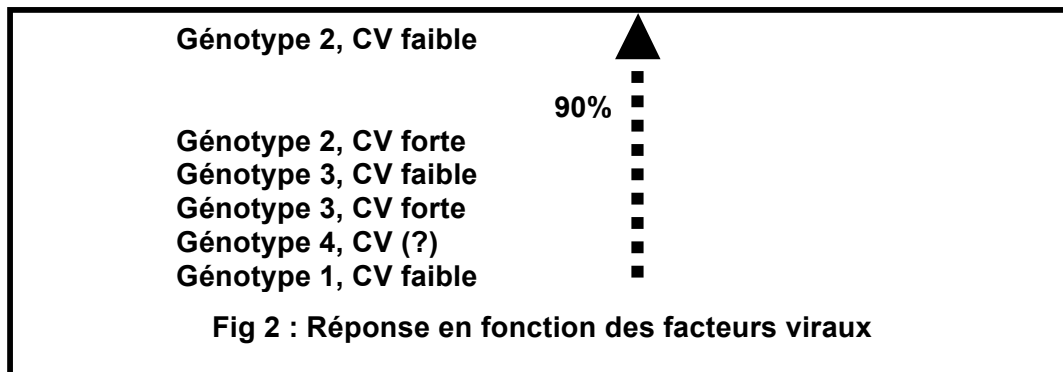 Génotype 2, CV faible
90%
Génotype 2, CV forte
Génotype 3, CV faible
Génotype 3, CV forte
Génotype 4, CV (?)
Génotype 1, CV faible
Fig 2 : Réponse en fonction des facteurs viraux